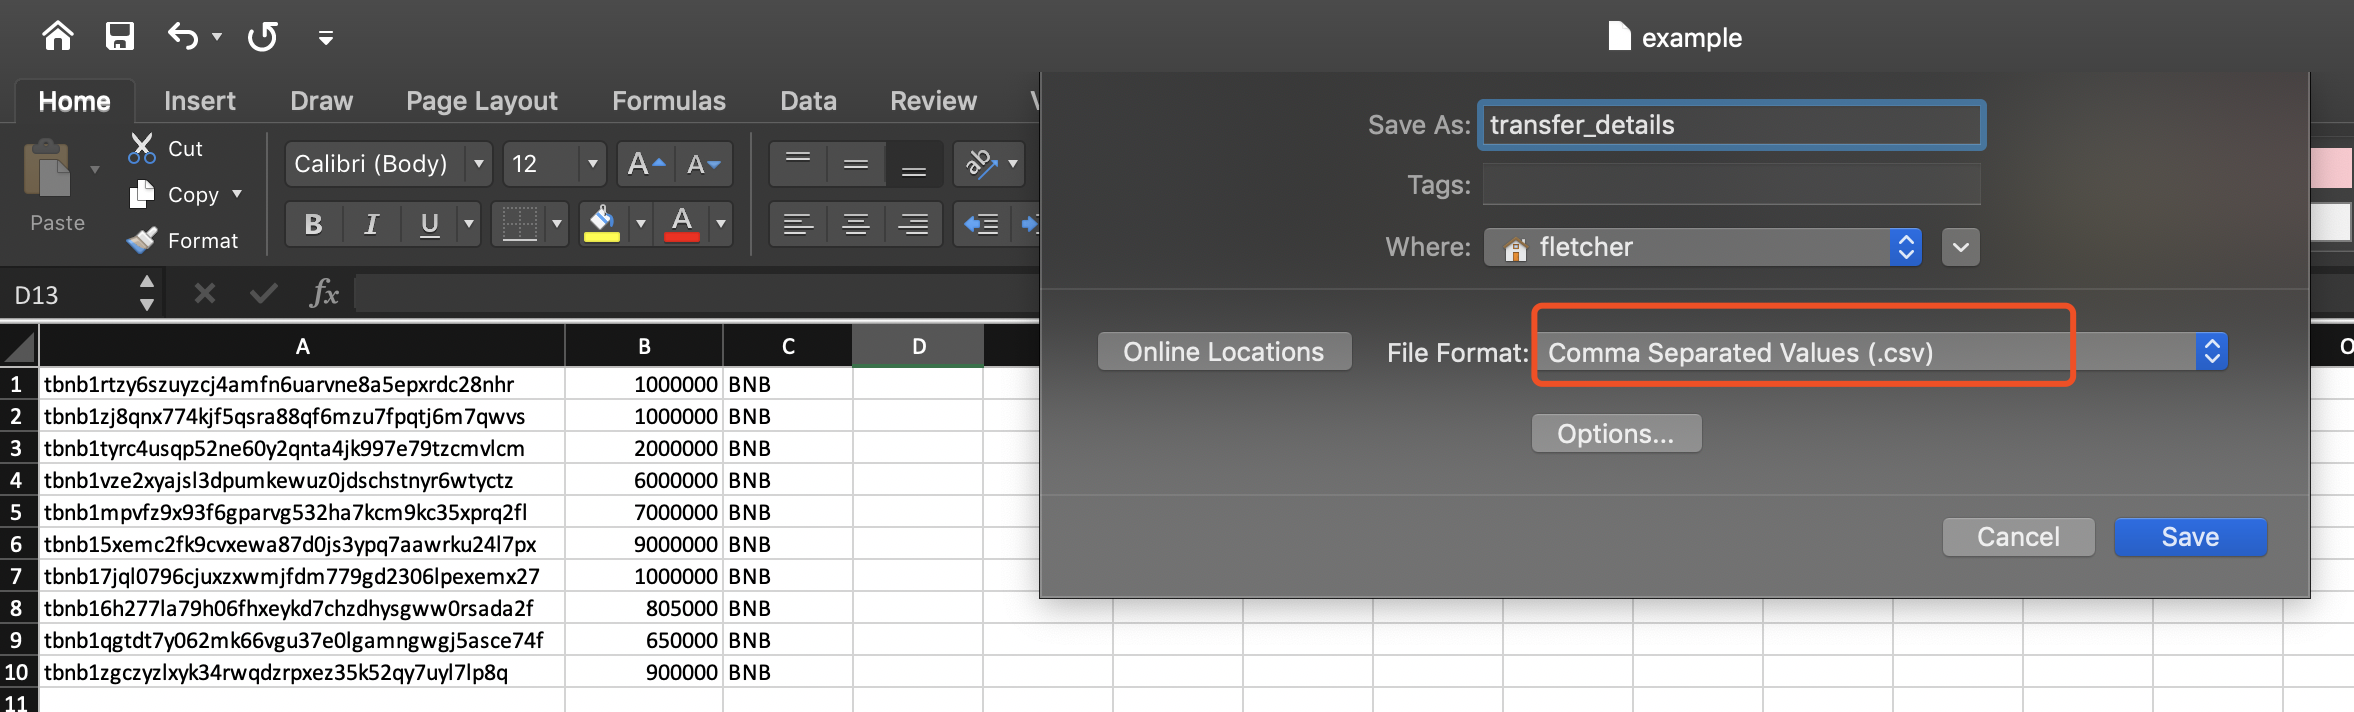 example
Home Insert Draw Page Layout Formulas Data Review
Save As: transfer_details
Tags:
Where: fletcher
Online Locations File Format: Comma Separated Values (.csv)
Options...
Cancel Save
Paste
Cut
Copy
Format
Calibri (Body) 12 A A ab
B I U A
D13 fx
A B C D O
1 tbnb1rtzy6szuyzcj4amfn6uarvne8a5epxrdc28nhr 1000000 BNB
2 tbnb1zj8qnx774kjf5qsra88qf6mzu7fpqtj6m7qwvs 1000000 BNB
3 tbnb1tyrc4usqp52ne60y2qnta4jk997e79tzcmvlcm 2000000 BNB
4 tbnb1vze2xyajsl3dpumkewuz0jdschstnyr6wtyctz 6000000 BNB
5 tbnb1mpvfz9x93f6gparvg532ha7kcm9kc35xprq2fl 7000000 BNB
6 tbnb15xemc2fk9cvxewa87d0js3ypq7aawrku24l7px 9000000 BNB
7 tbnb17jql0796cjuxzxwmjfdm779gd2306lpexemx27 1000000 BNB
8 tbnb16h277la79h06fhxeykd7chzdhysgww0rsada2f 805000 BNB
9 tbnb1qgtdt7y062mk66vgu37e0lgamngwgj5asce74f 650000 BNB
10 tbnb1zgczyzlxyk34rwqdzrpxez35k52qy7uyl7lp8q 900000 BNB
11